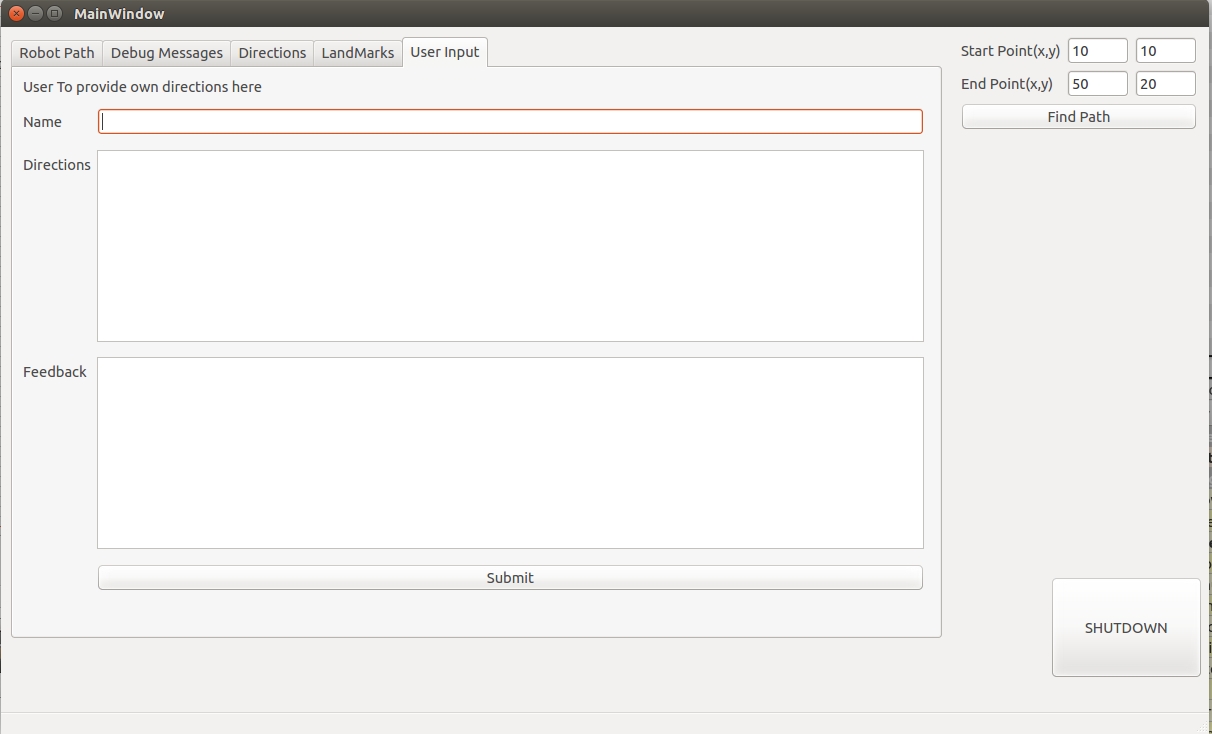 MainWindow
Robot Path Debug Messages Directions LandMarks User Input
User To provide own directions here
Name
Directions
Feedback
Submit
Start Point(x,y) 10 10
End Point(x,y) 50 20
Find Path
SHUTDOWN